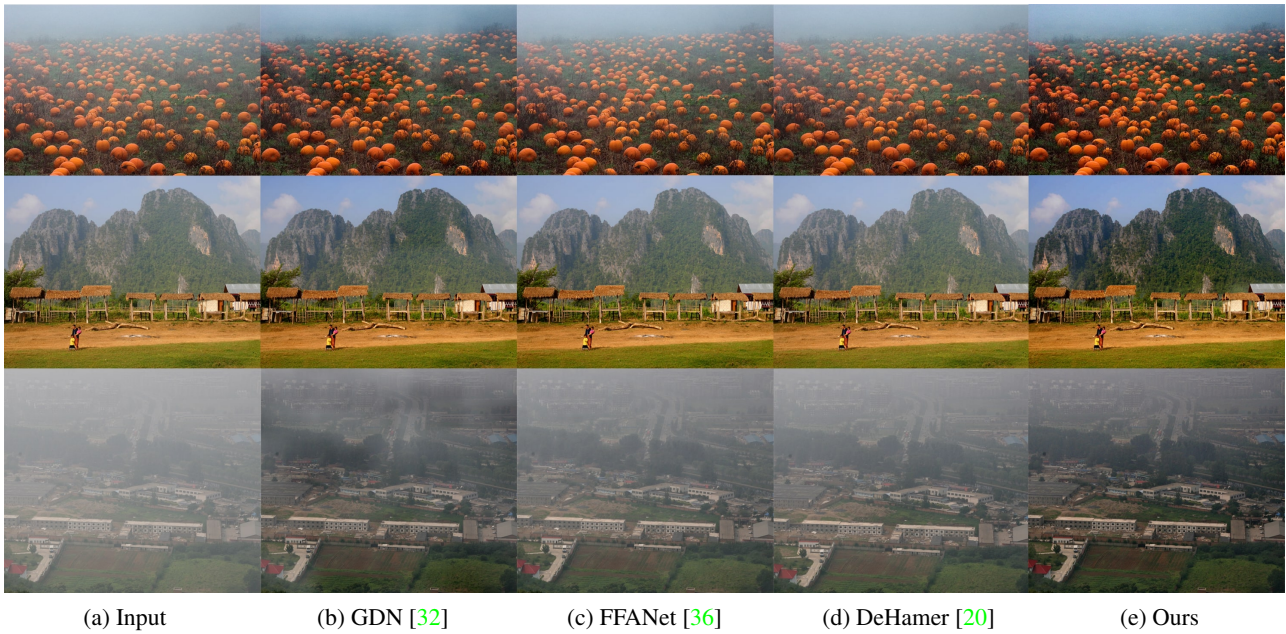 (a) Input
(b) GDN [32]
(c) FFANet [36]
(d) DeHamer [20]
(e) Ours